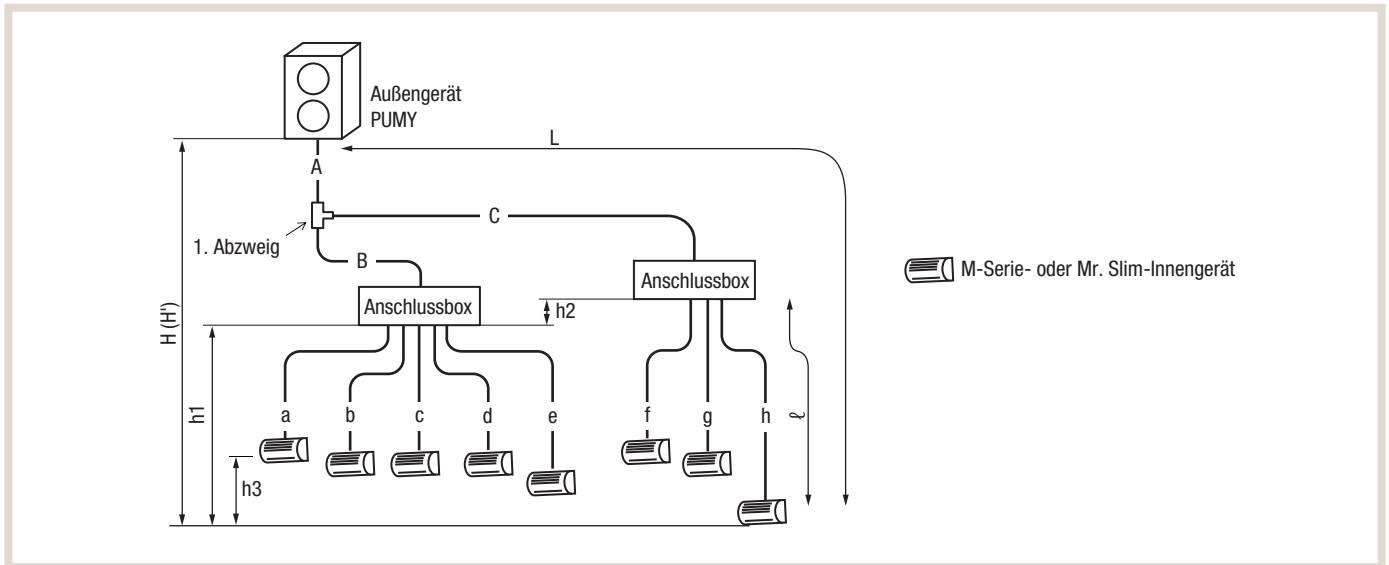 Außengerät
PUMY
L
A
C
1. Abzweig
B
Anschlussbox
Anschlussbox
M-Serie- oder Mr. Slim-Innengerät
h2
H (H')
h1
a
b
c
d
e
f
g
h
ℓ
h3